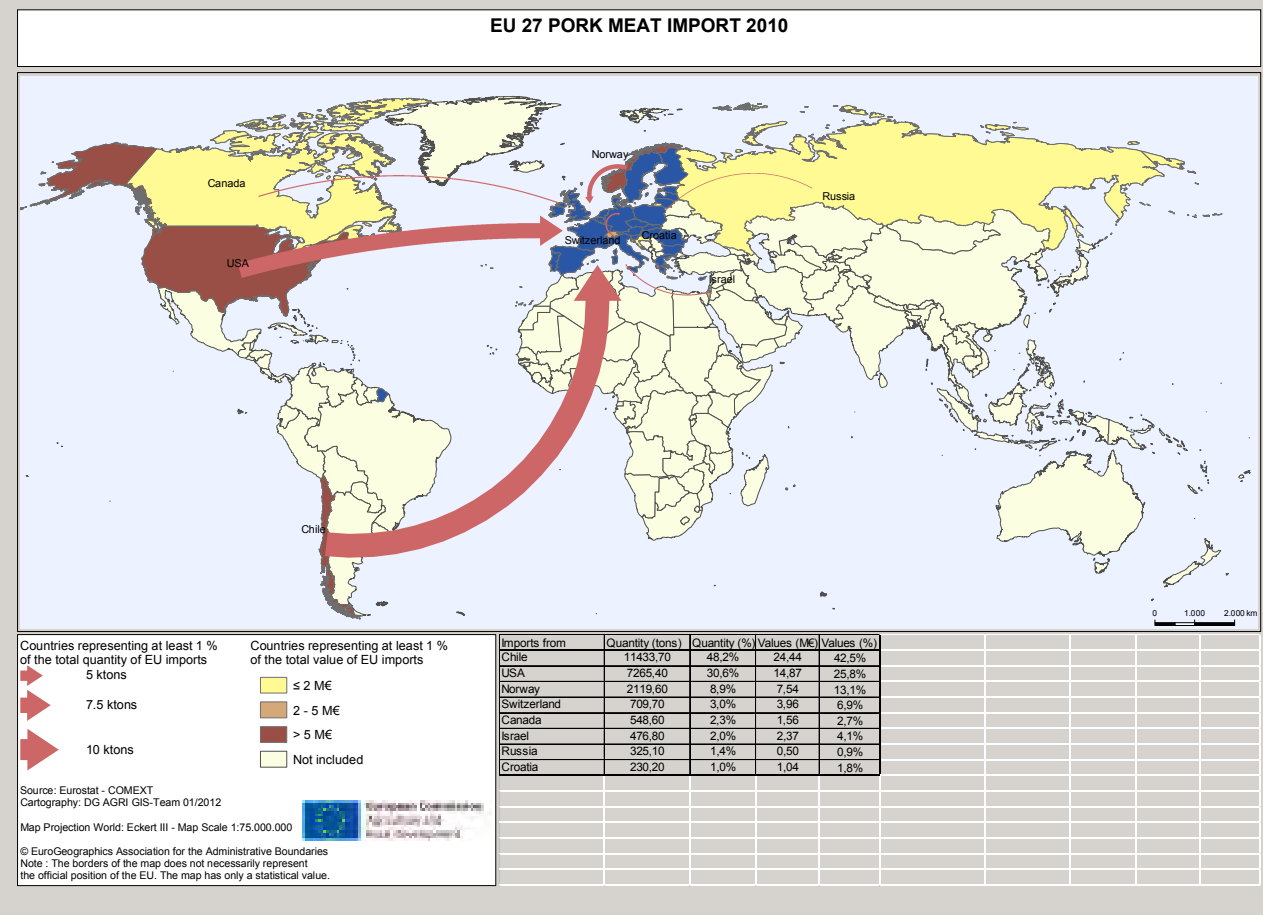 EU 27 PORK MEAT IMPORT 2010
Norway
Canada
Russia
Croatia
Switzerland
USA
Israel
Chile
0 1.000 2.000 km
Countries representing at least 1 %
of the total quantity of EU imports
5 ktons
7.5 ktons
10 ktons
Countries representing at least 1 %
of the total value of EU imports
≤ 2 M€
2 - 5 M€
> 5 M€
Not included
Source: Eurostat - COMEXT
Cartography: DG AGRI GIS-Team 01/2012
Map Projection World: Eckert III - Map Scale 1:75.000.000
European Commission
Agriculture and
Rural development
© EuroGeographics Association for the Administrative Boundaries
Note : The borders of the map does not necessarily represent
the official position of the EU. The map has only a statistical value.
Imports from Quantity (tons) Quantity (%) Values (M€) Values (%)
Chile 11433,70 48,2% 24,44 42,5%
USA 7265,40 30,6% 14,87 25,8%
Norway 2119,60 8,9% 7,54 13,1%
Switzerland 709,70 3,0% 3,96 6,9%
Canada 548,60 2,3% 1,56 2,7%
Israel 476,80 2,0% 2,37 4,1%
Russia 325,10 1,4% 0,50 0,9%
Croatia 230,20 1,0% 1,04 1,8%